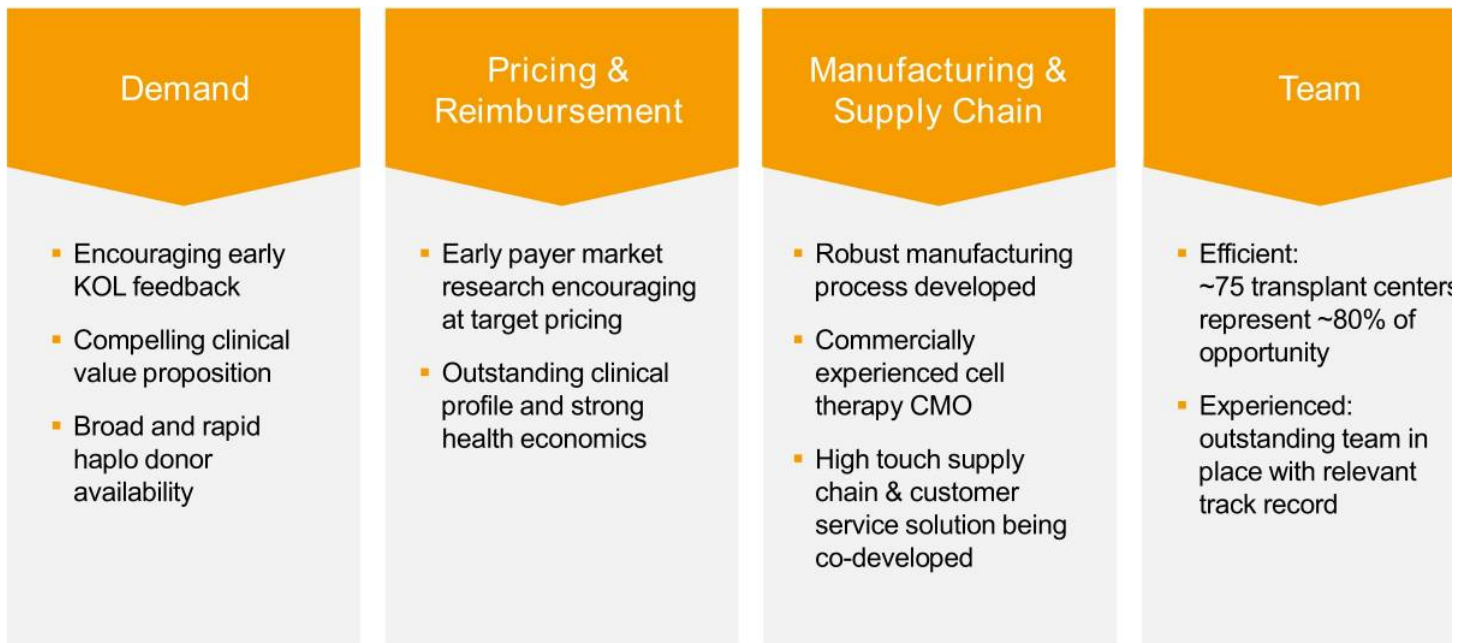 Demand
▪ Encouraging early
KOL feedback
▪ Compelling clinical
value proposition
▪ Broad and rapid
haplo donor
availability
Pricing &
Reimbursement
▪ Early payer market
research encouraging
at target pricing
▪ Outstanding clinical
profile and strong
health economics
Manufacturing &
Supply Chain
▪ Robust manufacturing
process developed
▪ Commercially
experienced cell
therapy CMO
▪ High touch supply
chain & customer
service solution being
co-developed
Team
▪ Efficient:
~75 transplant centers
represent ~80% of
opportunity
▪ Experienced:
outstanding team in
place with relevant
track record